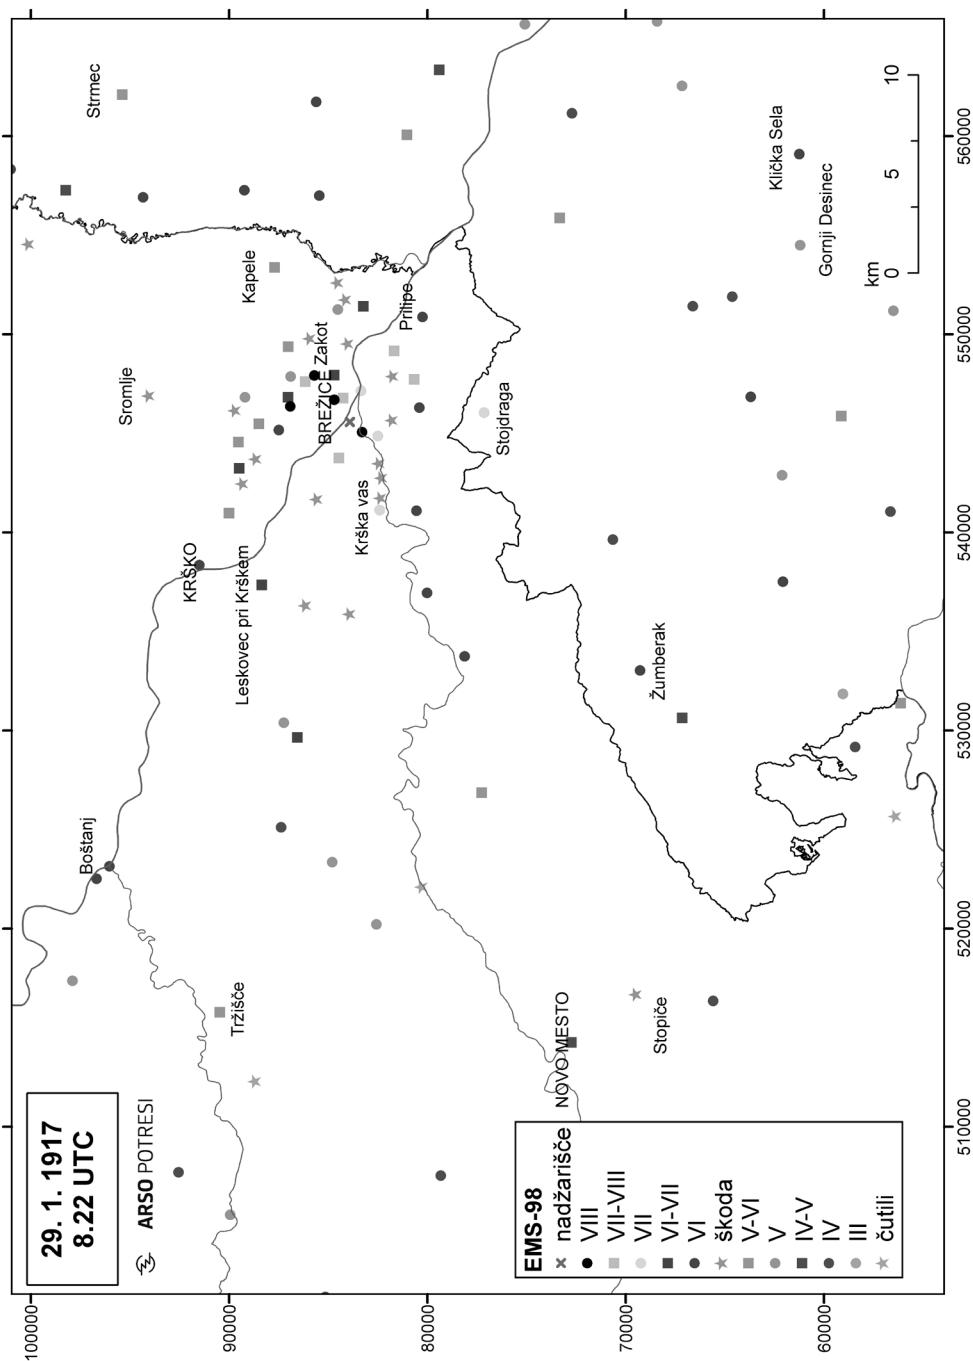 29. 1. 1917
8.22 UTC
ARSO POTRESI
Strmec
Kapele
Sromlje
Zakot
BREŽICE
Prilipe
Klička Sela
Gornji Desinec
Stojdraga
Krška vas
KRŠKO
Leskovec pri Krškem
Žumberak
Boštanj
Tržišče
NOVO MESTO
Stopiče
EMS-98
nadžarišče
VIII
VII-VIII
VII
VI-VII
VI
škoda
V-VI
V
IV-V
IV
III
čutili
km
0 5 10
100000
90000
80000
70000
60000
510000
520000
530000
540000
550000
560000